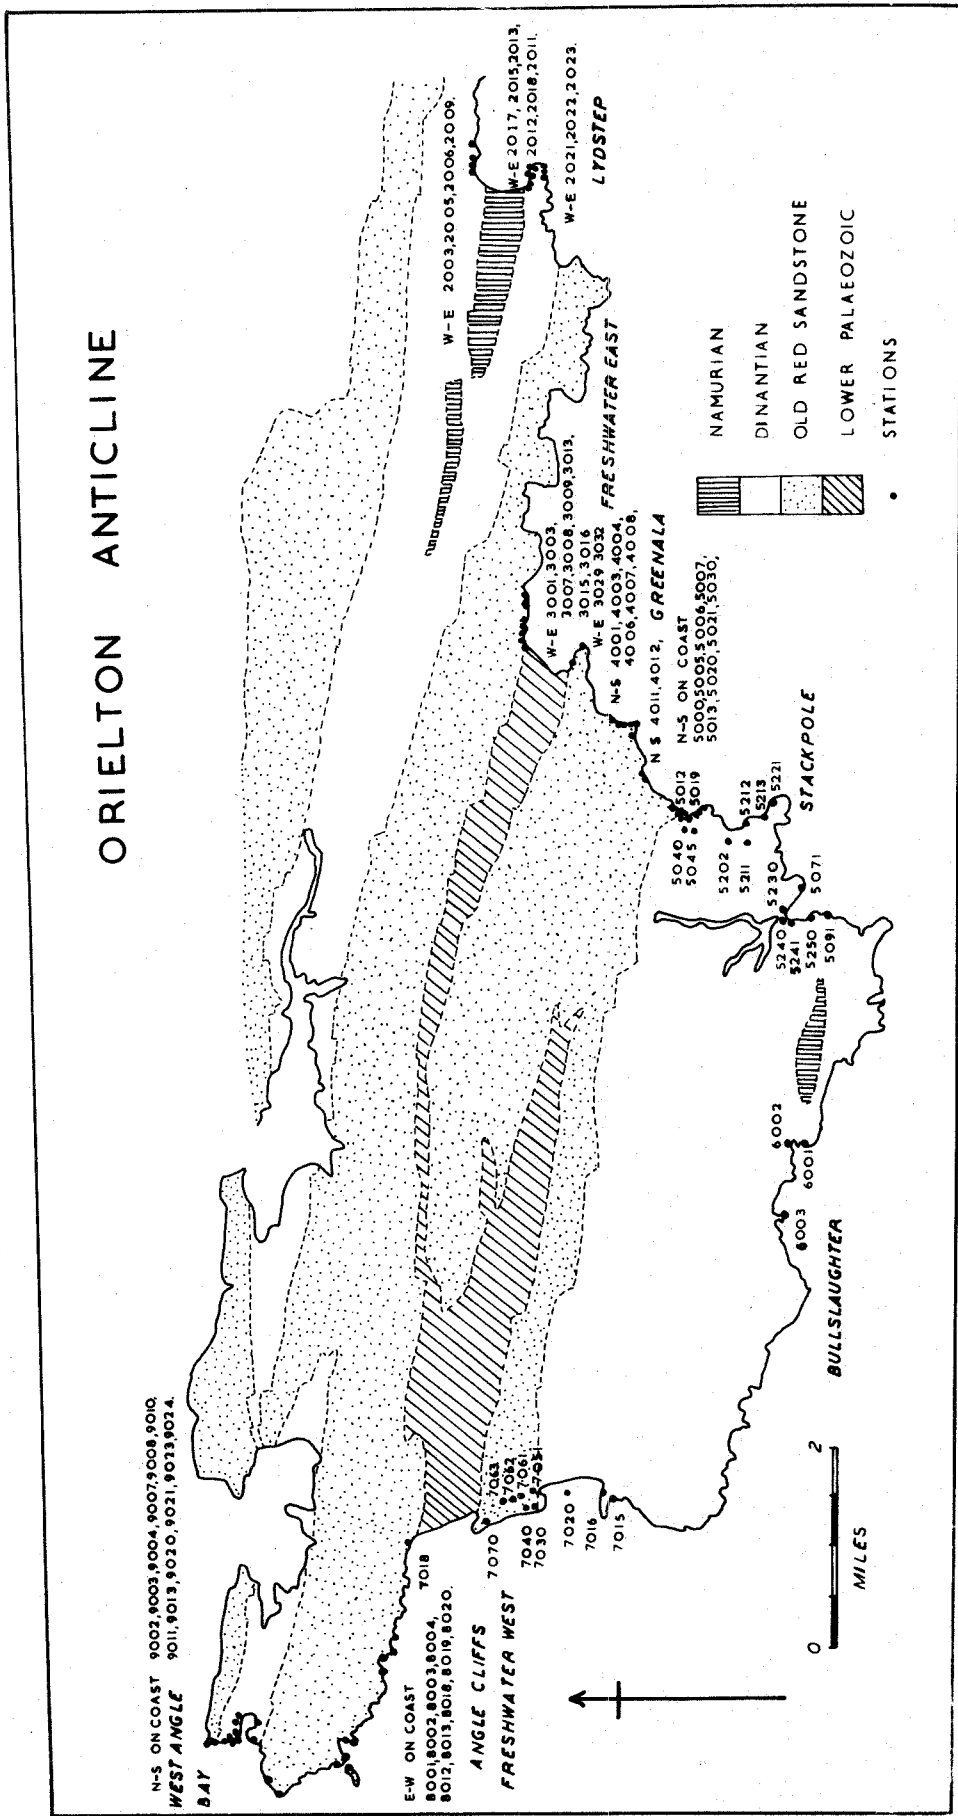 ORIELTON ANTICLINE
N-S ON COAST 9002,9003,9004,9007,9008,9010,
WEST ANGLE 9011,9013,9020,9021,9023,9024.
BAY
E-W ON COAST
8001,8002,8003,8004,
8012,8013,8018,8019,8020.
ANGLE CLIFFS
FRESHWATER WEST
7018
7070
7063
7062
7061
7051
7040
7030
7020
7016
7015
0 2
MILES
BULLSLAUGHTER
6003
6002
6001
5240
5241
5250
5091
5230
5071
5202
5211
5212
5213
5221
STACKPOLE
5040
5045
5012
5019
N-S ON COAST
5000,5005,5006,5007,
5013,5020,5021,5030,
N S 4011,4012, GREENALA
N-S 4001,4003,4004,
4006,4007,4008,
W-E 3001,3003,
3007,3008,3009,3013,
3015,3016
W-E 3029 3032
FRESHWATER EAST
W-E 2003,2005,2006,2009.
W-E 2017,2015,2013,
2012,2018,2011.
W-E 2021,2022,2023.
LYDSTEP
NAMURIAN
DINANTIAN
OLD RED SANDSTONE
LOWER PALAEOZOIC
STATIONS